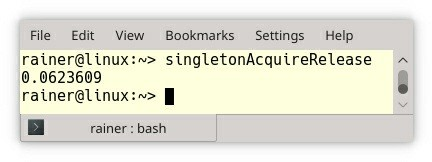 File Edit View Bookmarks Settings Help
rainer@linux:~> singletonAcquireRelease
0.0623609
rainer@linux:~>
rainer : bash